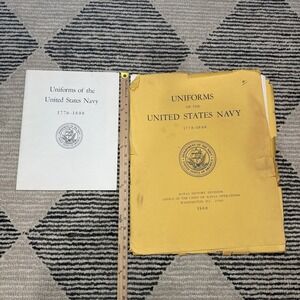 Uniforms of the
United States Navy
1776-1898
UNIFORMS
OF THE
UNITED STATES NAVY
1776-1898
NAVAL HISTORY DIVISION
OFFICE OF THE CHIEF OF NAVAL OPERATIONS
WASHINGTON, D.C.